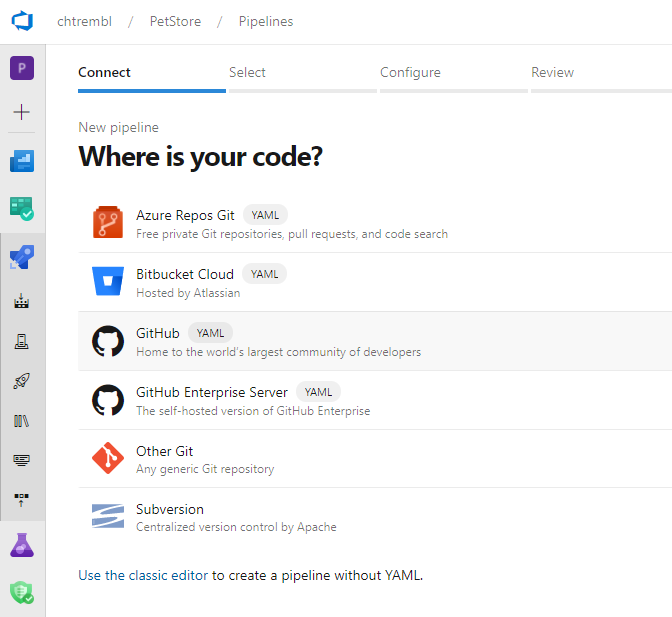 chtrembl / PetStore / Pipelines
P
Connect Select Configure Review
New pipeline
Where is your code?
Azure Repos Git YAML
Free private Git repositories, pull requests, and code search
Bitbucket Cloud YAML
Hosted by Atlassian
GitHub YAML
Home to the world's largest community of developers
GitHub Enterprise Server YAML
The self-hosted version of GitHub Enterprise
Other Git
Any generic Git repository
Subversion
Centralized version control by Apache
Use the classic editor to create a pipeline without YAML.